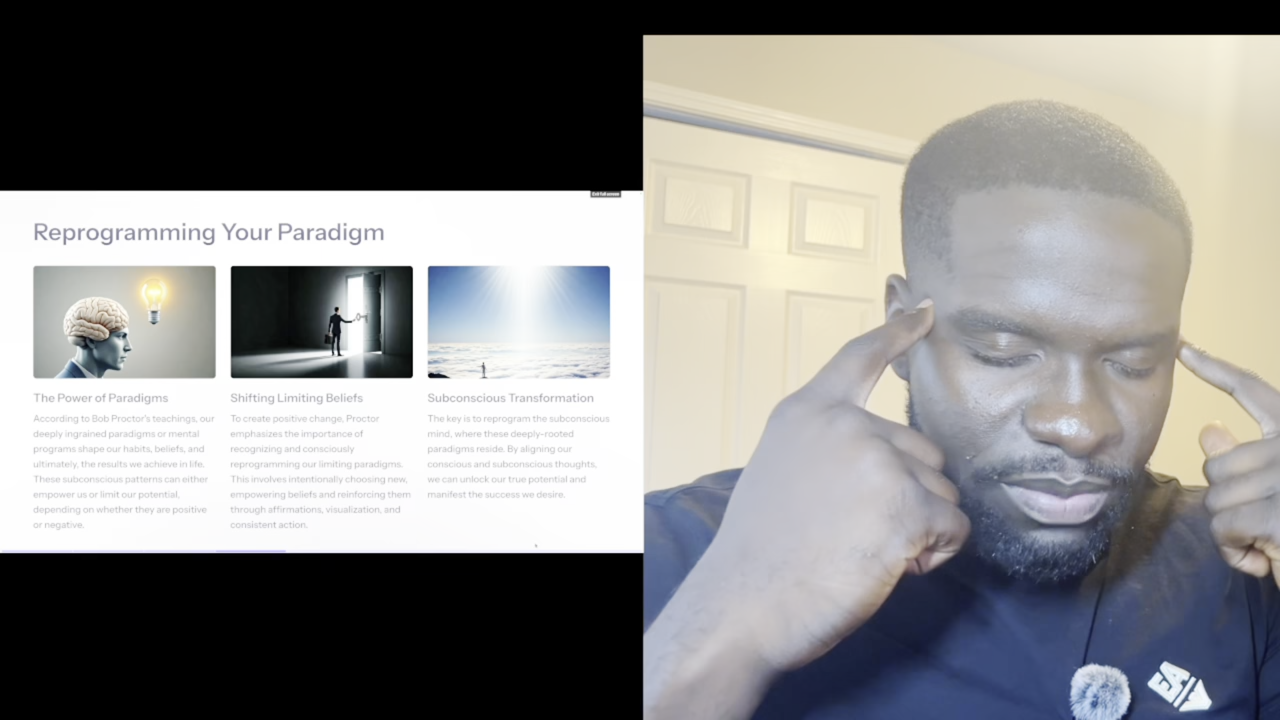 Exit full screen
Reprogramming Your Paradigm
The Power of Paradigms
According to Bob Proctor's teachings, our
deeply ingrained paradigms or mental
programs shape our habits, beliefs, and
ultimately, the results we achieve in life.
These subconscious patterns can either
empower us or limit our potential,
depending on whether they are positive
or negative.
Shifting Limiting Beliefs
To create positive change, Proctor
emphasizes the importance of
recognizing and consciously
reprogramming our limiting paradigms.
This involves intentionally choosing new,
empowering beliefs and reinforcing them
through affirmations, visualization, and
consistent action.
Subconscious Transformation
The key is to reprogram the subconscious
mind, where these deeply-rooted
paradigms reside. By aligning our
conscious and subconscious thoughts,
we can unlock our true potential and
manifest the success we desire.